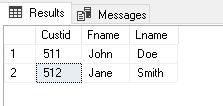 Results Messages
Custid Fname Lname
1 511 John Doe
2 512 Jane Smith